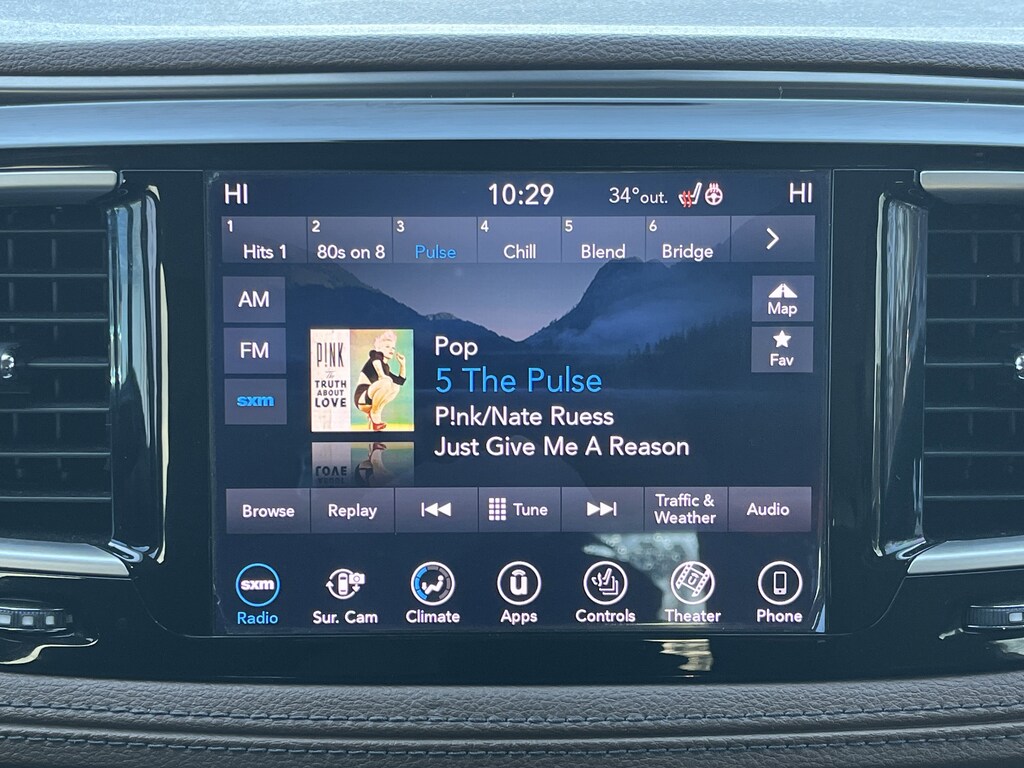 HI 10:29 34° out. HI
1 2 3 4 5 6
Hits 1 80s on 8 Pulse Chill Blend Bridge
AM
FM
sxm
Map
Fav
P!NK
the
TRUTH
ABOUT
LOVE
Pop
5 The Pulse
P!nk/Nate Ruess
Just Give Me A Reason
Browse Replay Tune Traffic & Weather Audio
sxm
Radio Sur. Cam Climate Apps Controls Theater Phone